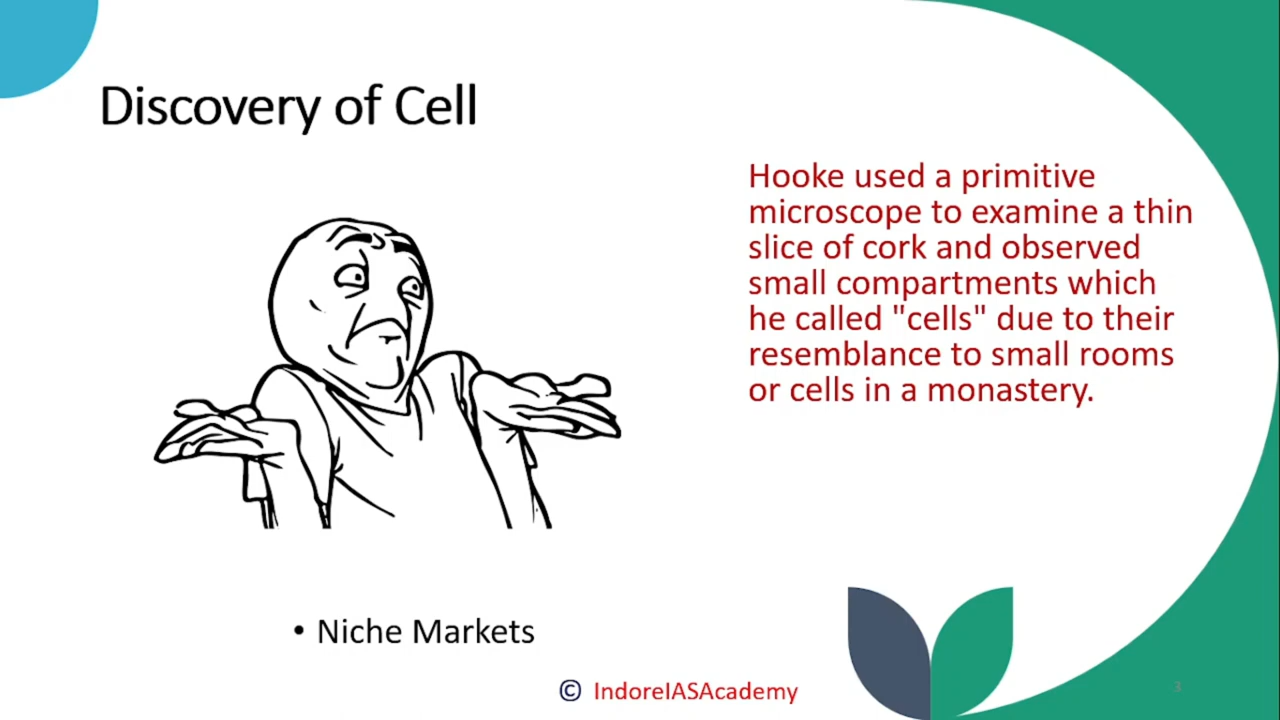 Discovery of Cell
Hooke used a primitive
microscope to examine a thin
slice of cork and observed
small compartments which
he called "cells" due to their
resemblance to small rooms
or cells in a monastery.
• Niche Markets
© IndoreIASAcademy
3